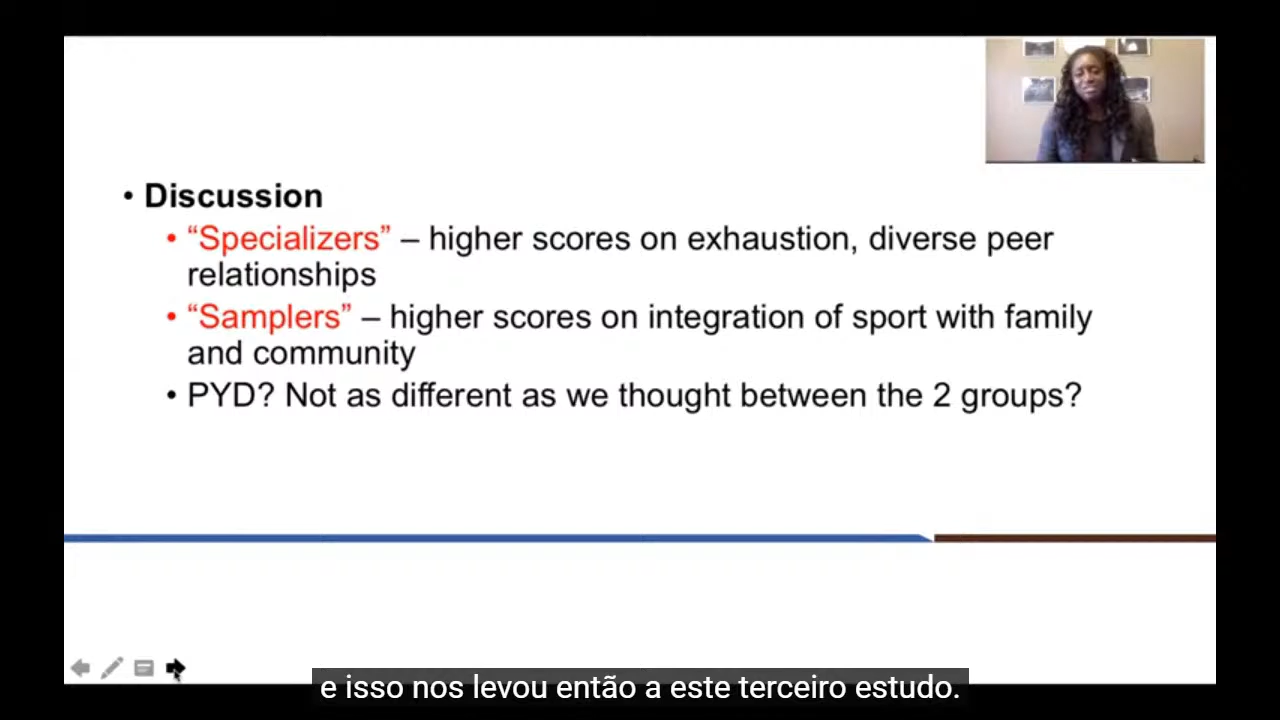 • Discussion
• “Specializers” – higher scores on exhaustion, diverse peer
relationships
• “Samplers” – higher scores on integration of sport with family
and community
• PYD? Not as different as we thought between the 2 groups?
e isso nos levou então a este terceiro estudo.